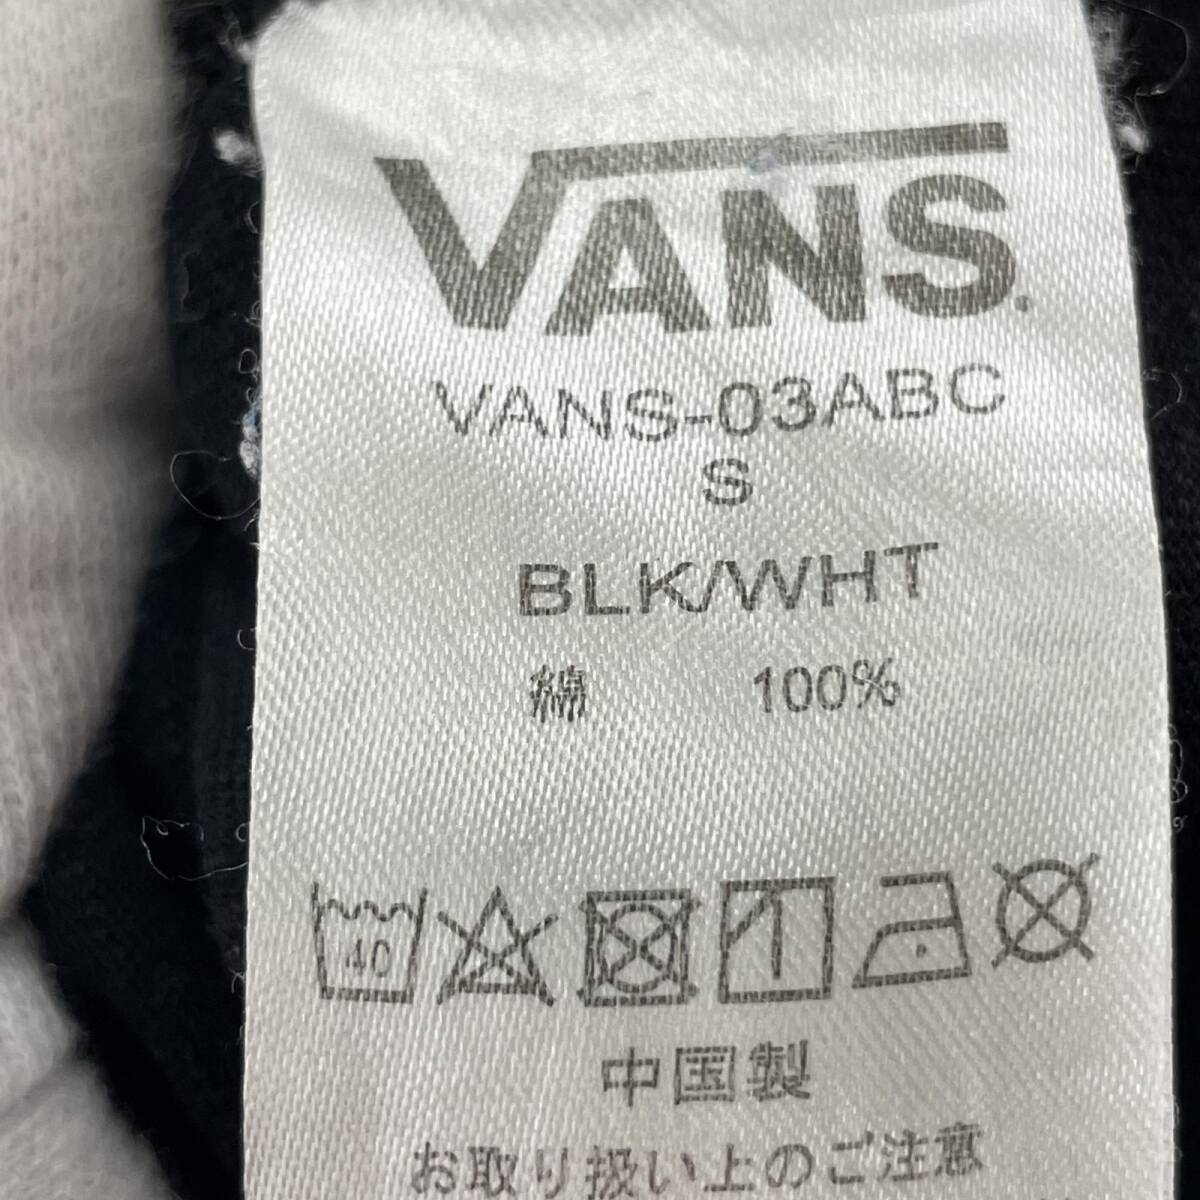 VANS
VANS-03ABC
S
BLK/WHT
綿 100%
40
中国製
お取り扱い上のご注意